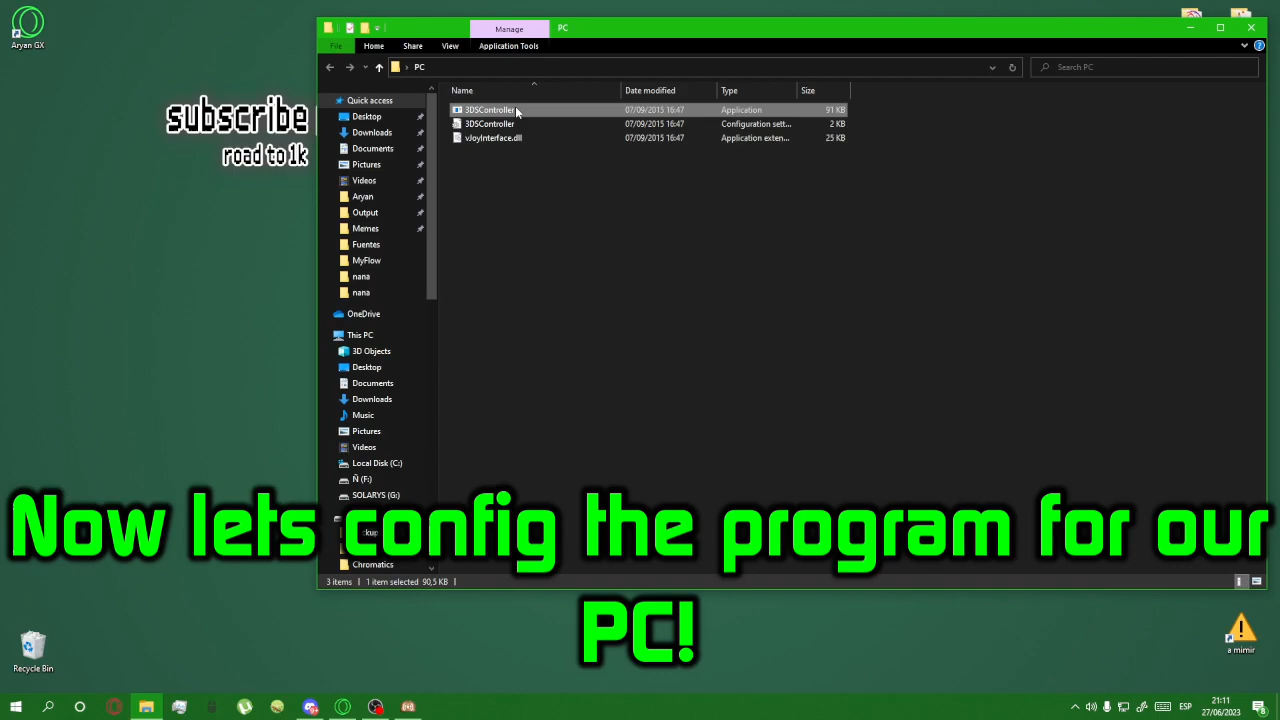 Aryan GX
subscribe
road to 1k
Manage
PC
File
Home
Share
View
Application Tools
PC
Search PC
Name
Date modified
Type
Size
Quick access
Desktop
Downloads
Documents
Pictures
Videos
Aryan
Output
Memes
Fuentes
MyFlow
nana
nana
OneDrive
This PC
3D Objects
Desktop
Documents
Downloads
Music
Pictures
Videos
Local Disk (C:)
Ñ (F:)
SOLARYS (G:)
Chromatics
3DSController 07/09/2015 16:47 Application 91 KB
3DSController 07/09/2015 16:47 Configuration sett... 2 KB
vJoyInterface.dll 07/09/2015 16:47 Application exten... 25 KB
Now lets config the program for our
PC!
3 items 1 item selected 90,5 KB
Recycle Bin
a mimir
ESP
21:11
27/06/2023
8